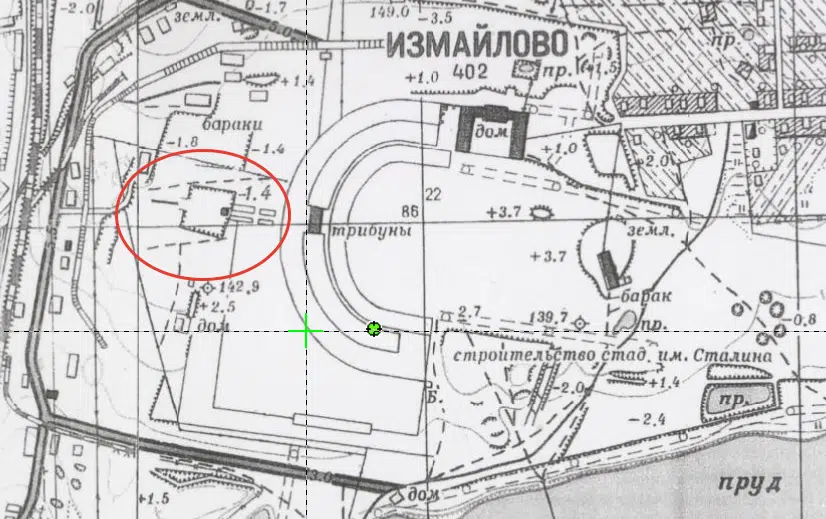 -2.0
земл.
-1.7
149.0
-3.5
5.0
ИЗМАЙЛОВО
402
пр.
+1.5
пр
+1.4
+1.0
бараки
дом
-1.8
-1.4
+1.0
+2.0
-1.4
22
86
+3.7
трибуны
земл.
+3.7
142,9
+2.5
барак
дом
2.7
139,7
пр.
-0.8
строительство стад. им. Сталина
-2.0
+1.4
Б.
пр.
-2.4
3.0
+1.5
дом
пруд